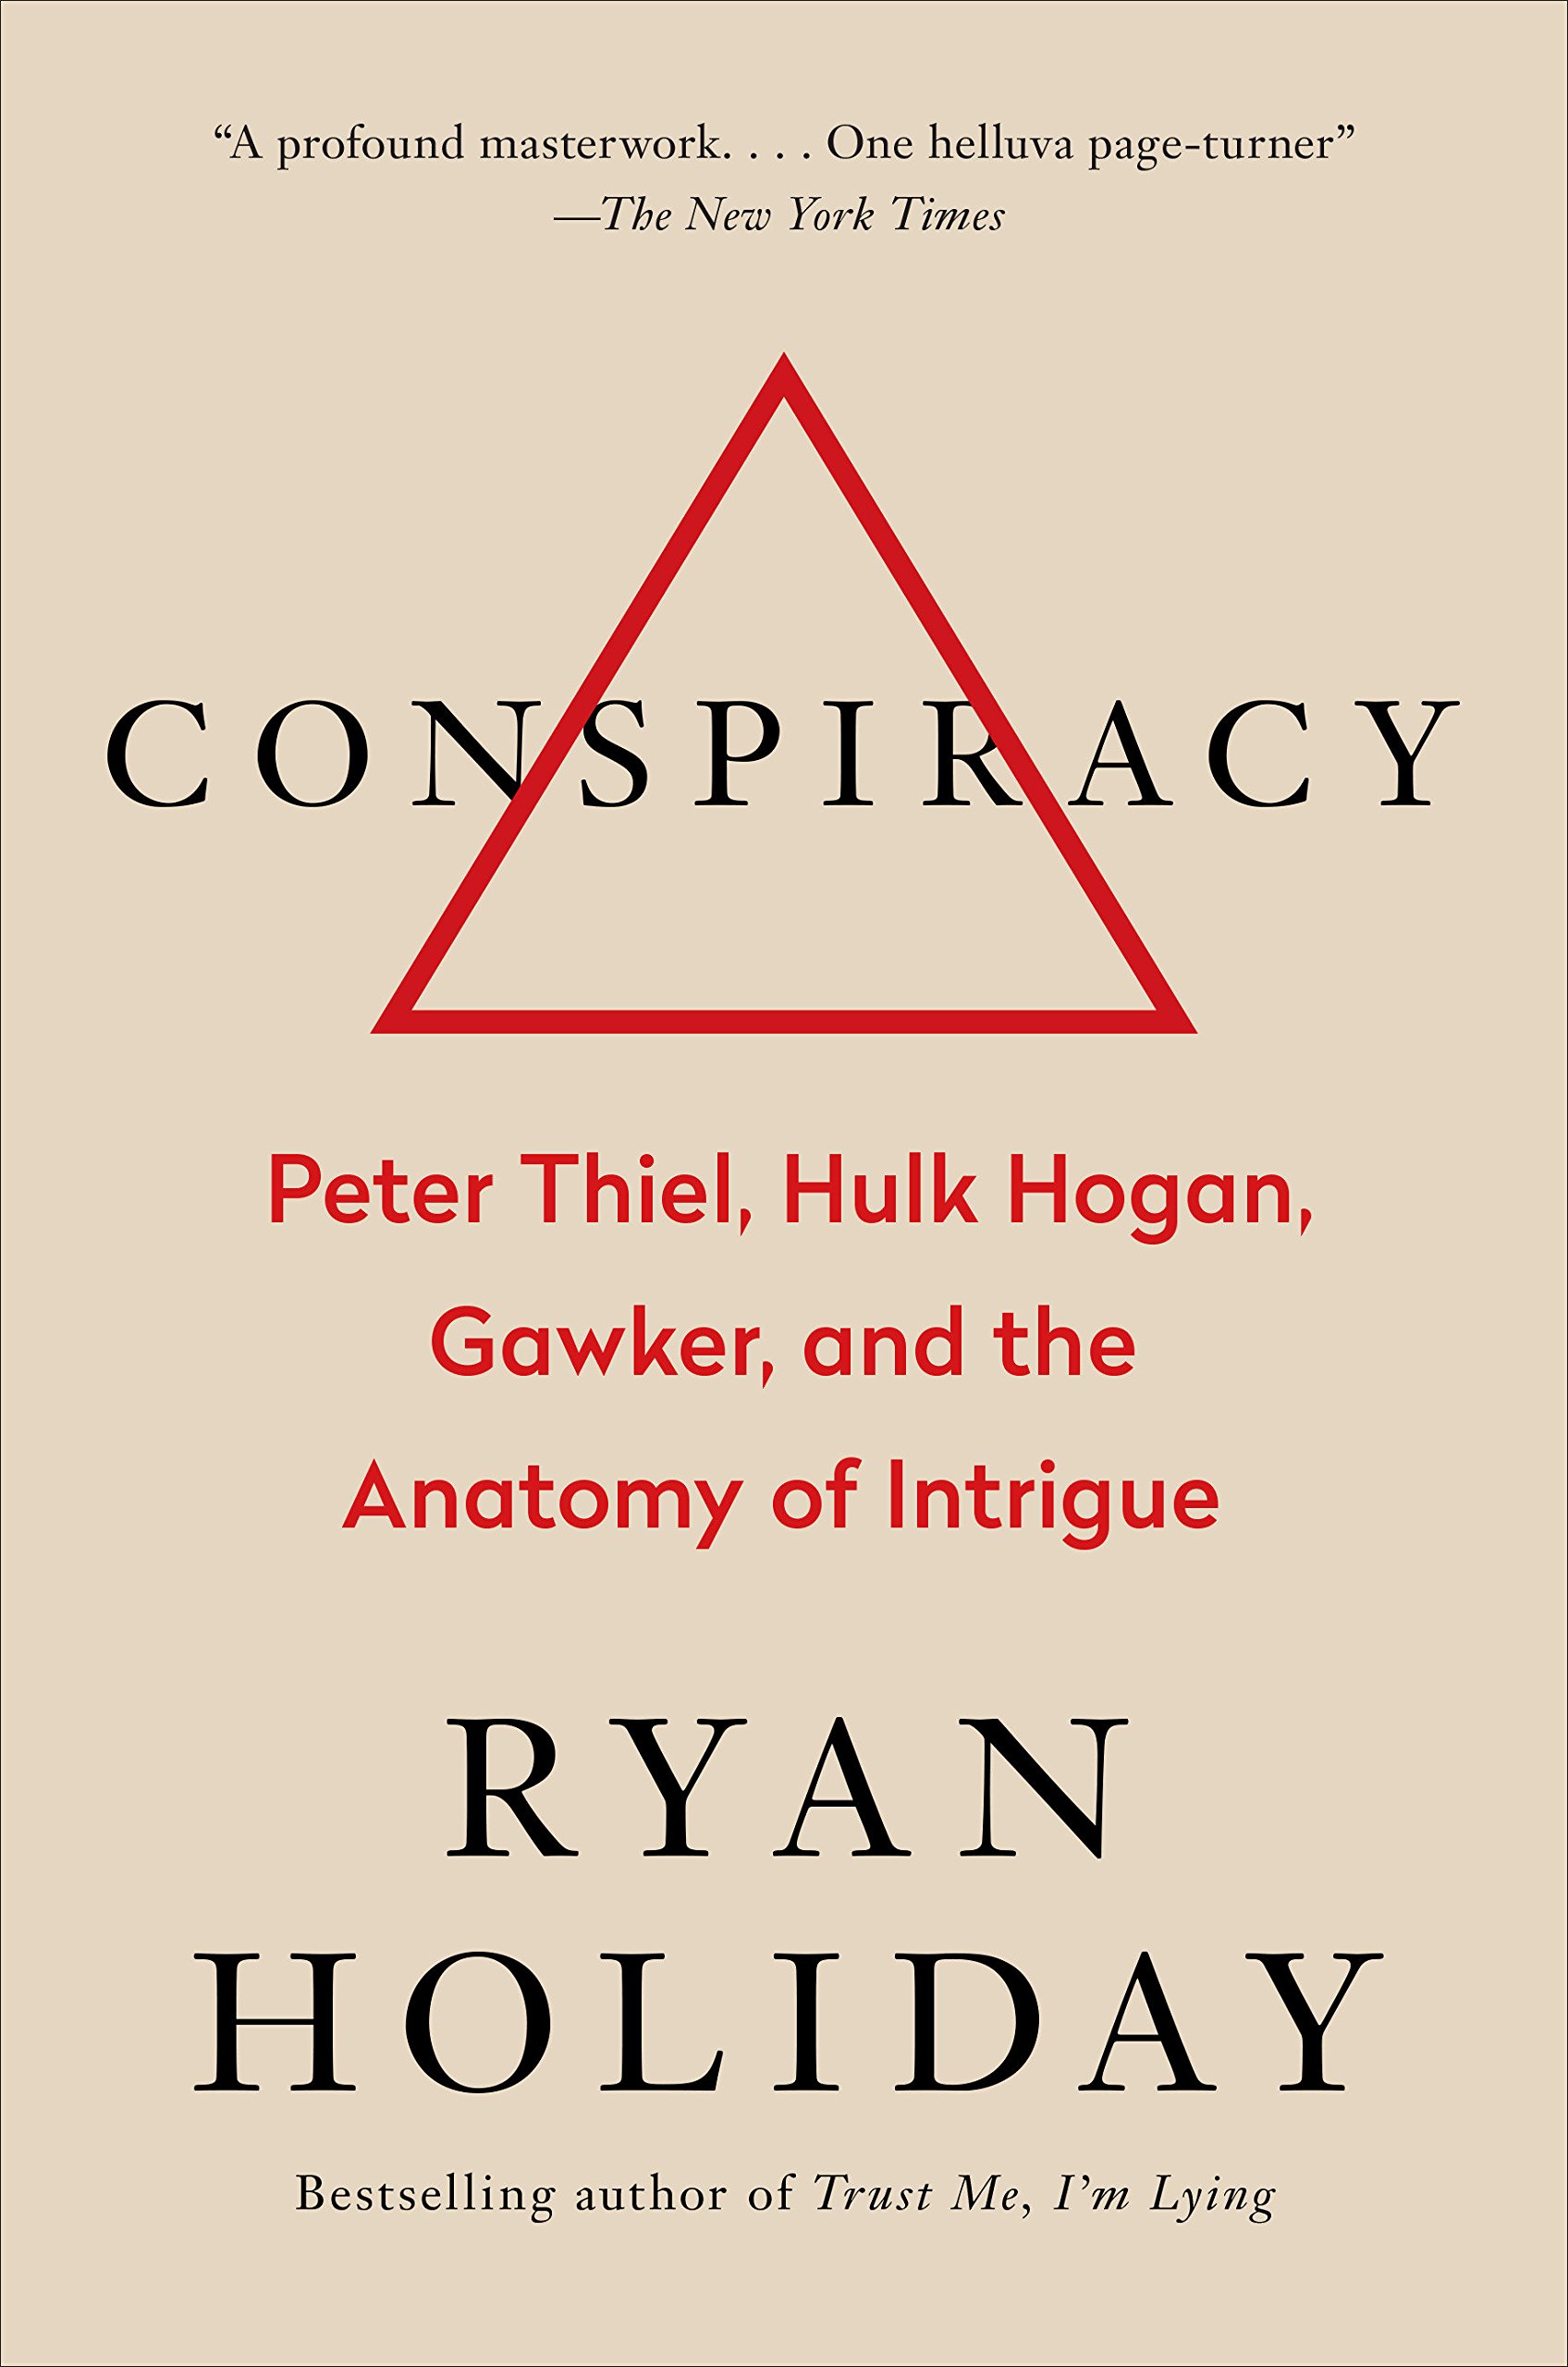 “A profound masterwork. . . . One helluva page-turner”
—The New York Times
CONSPIRACY
Peter Thiel, Hulk Hogan,
Gawker, and the
Anatomy of Intrigue
RYAN
HOLIDAY
Bestselling author of Trust Me, I’m Lying